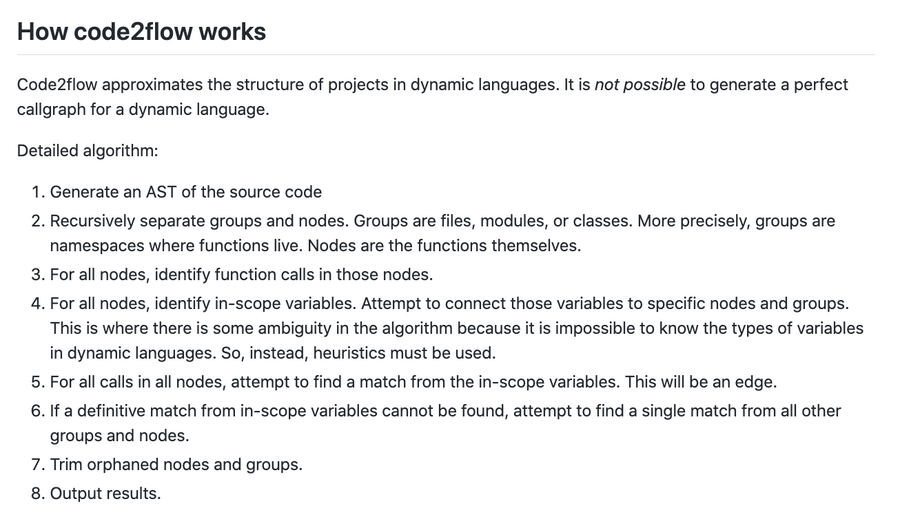 How code2flow works
Code2flow approximates the structure of projects in dynamic languages. It is not possible to generate a perfect
callgraph for a dynamic language.
Detailed algorithm:
1. Generate an AST of the source code
2. Recursively separate groups and nodes. Groups are files, modules, or classes. More precisely, groups are
namespaces where functions live. Nodes are the functions themselves.
3. For all nodes, identify function calls in those nodes.
4. For all nodes, identify in-scope variables. Attempt to connect those variables to specific nodes and groups.
This is where there is some ambiguity in the algorithm because it is impossible to know the types of variables
in dynamic languages. So, instead, heuristics must be used.
5. For all calls in all nodes, attempt to find a match from the in-scope variables. This will be an edge.
6. If a definitive match from in-scope variables cannot be found, attempt to find a single match from all other
groups and nodes.
7. Trim orphaned nodes and groups.
8. Output results.